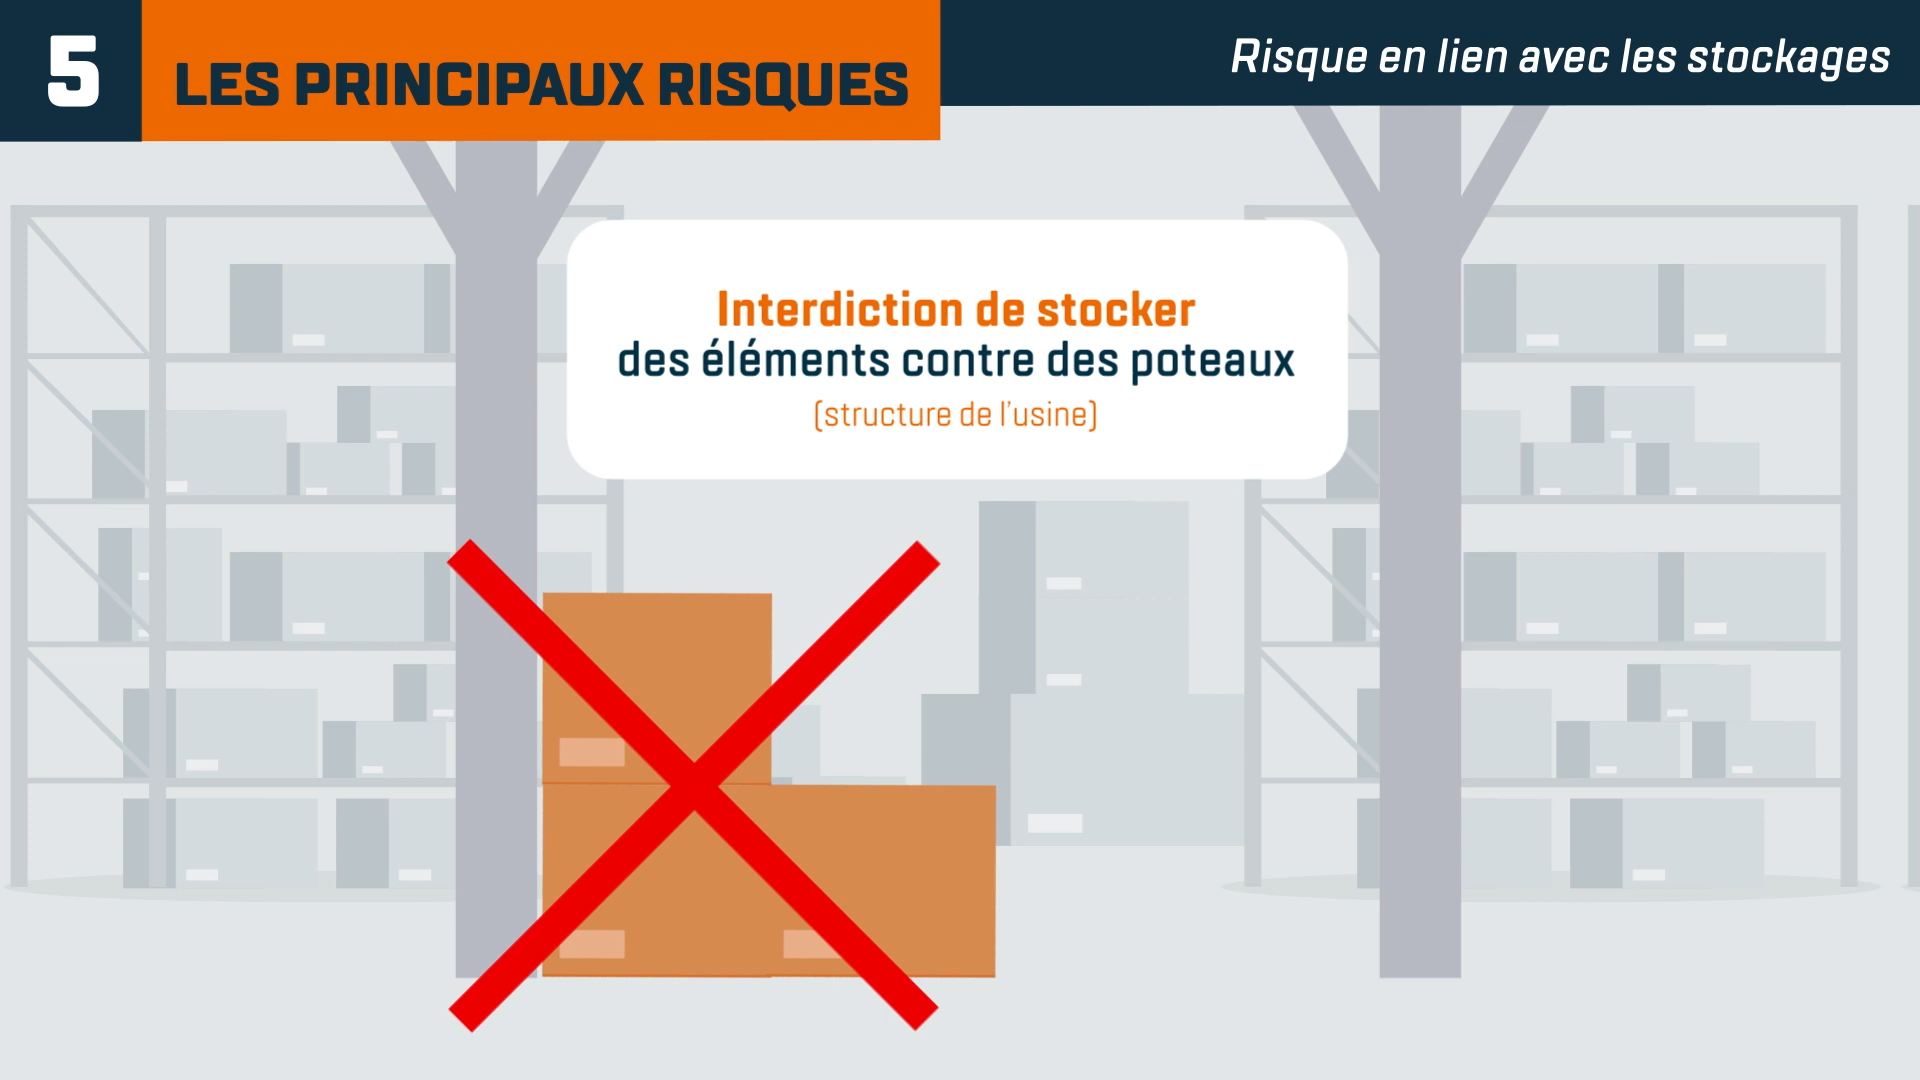 5
LES PRINCIPAUX RISQUES
Risque en lien avec les stockages
Interdiction de stocker
des éléments contre des poteaux
(structure de l'usine)